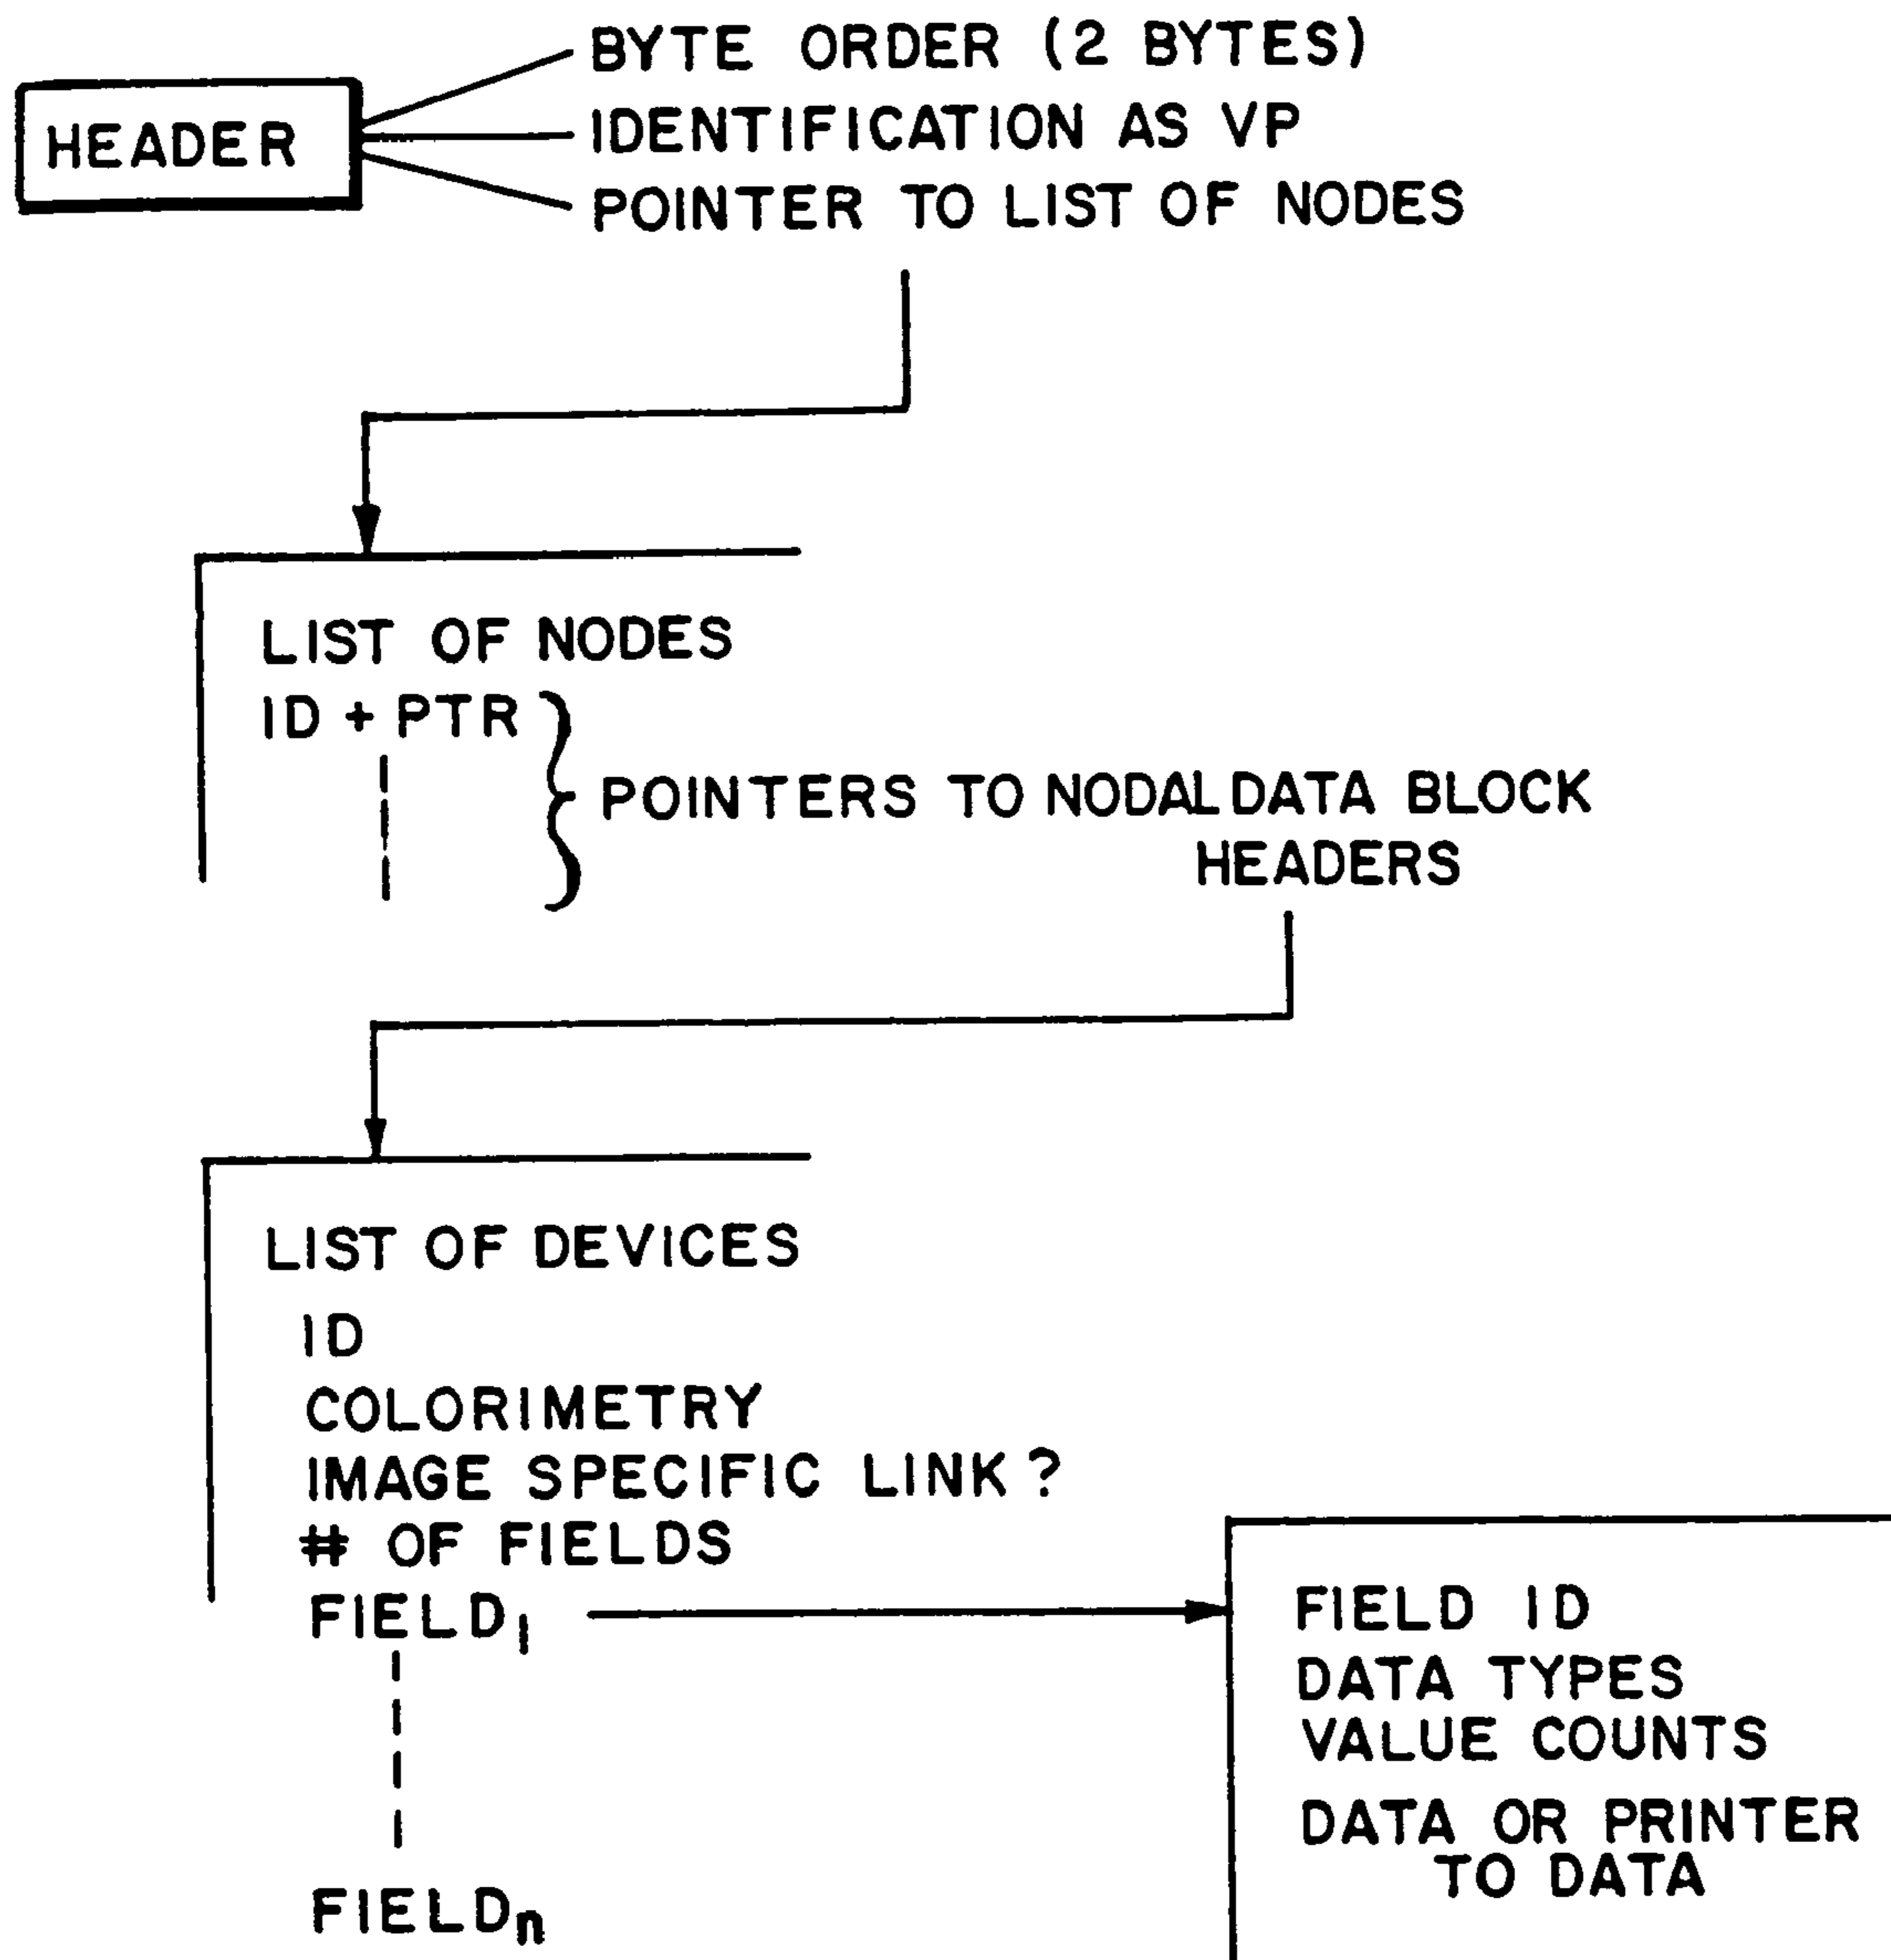 BYTE ORDER (2 BYTES)
HEADER
IDENTIFICATION AS VP
POINTER TO LIST OF NODES
LIST OF NODES
ID + PTR
POINTERS TO NODAL DATA BLOCK
HEADERS
LIST OF DEVICES
ID
COLORIMETRY
IMAGE SPECIFIC LINK ?
# OF FIELDS
FIELD1
FIELDn
FIELD ID
DATA TYPES
VALUE COUNTS
DATA OR PRINTER
TO DATA